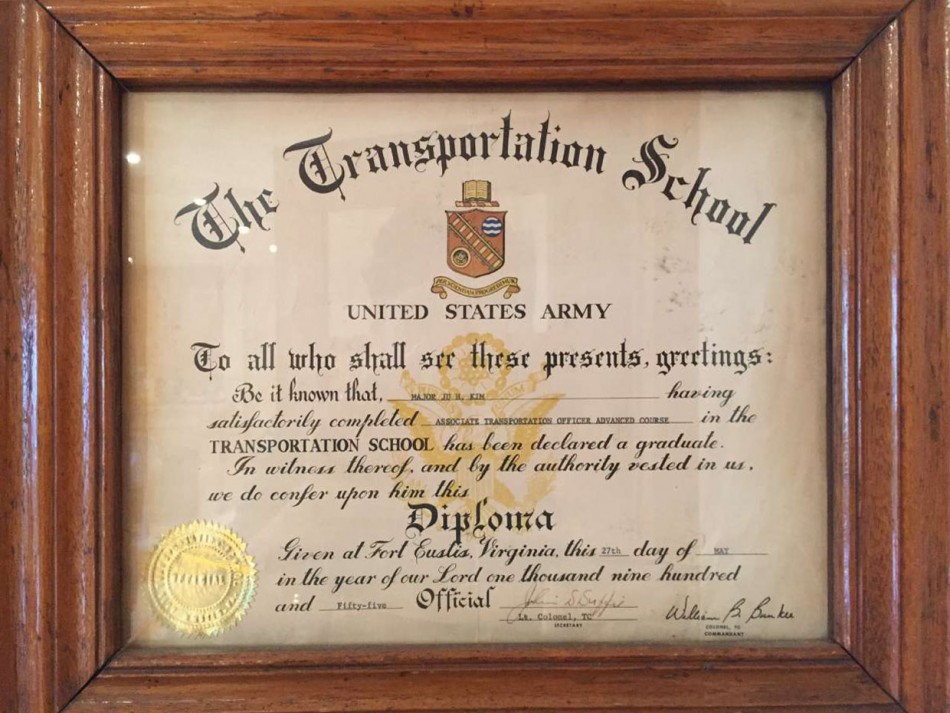 The Transportation School
UNITED STATES ARMY
To all who shall see these presents, greetings:
Be it known that, MAJOR JU H. KIM having
satisfactorily completed ASSOCIATE TRANSPORTATION OFFICER ADVANCED COURSE in the
TRANSPORTATION SCHOOL has been declared a graduate.
In witness thereof, and by the authority vested in us,
we do confer upon him this
Diploma
Given at Fort Eustis, Virginia, this 27th day of MAY
in the year of our Lord one thousand nine hundred
and Fifty-five Official
William B. Bunker
Lt. Colonel, TC
SECRETARY
COLONEL, TC
COMMANDANT